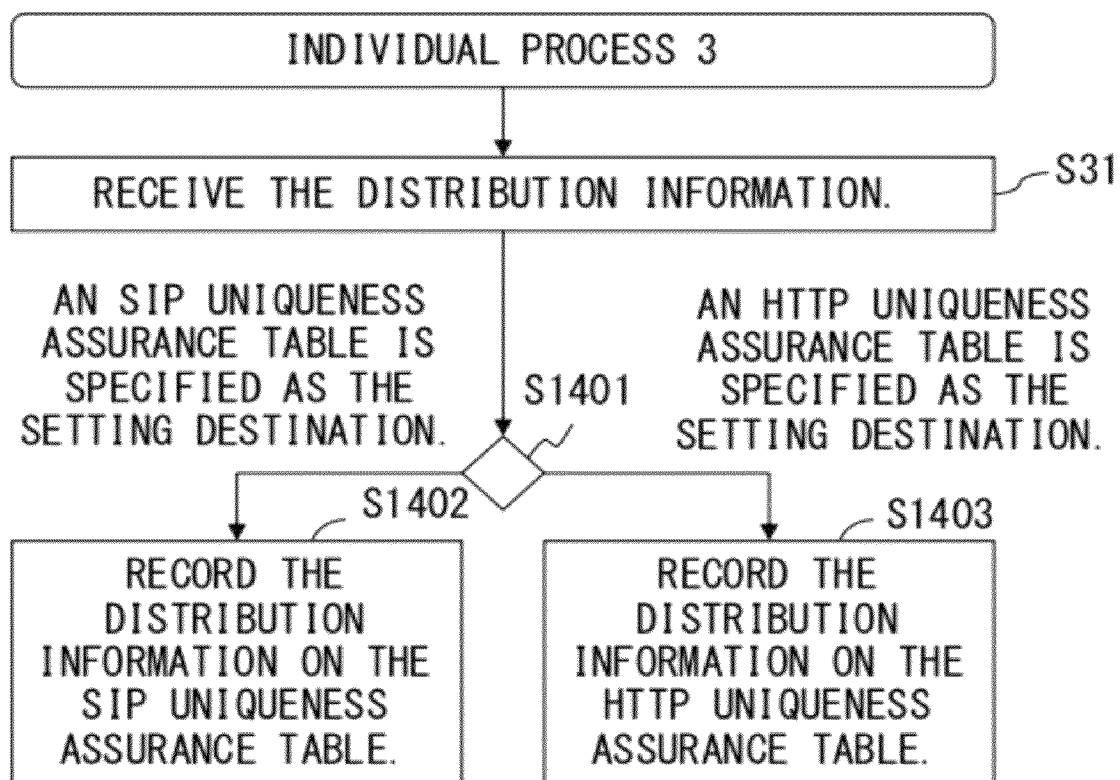 INDIVIDUAL PROCESS 3
RECEIVE THE DISTRIBUTION INFORMATION.
S31
AN SIP UNIQUENESS
ASSURANCE TABLE IS
SPECIFIED AS THE
SETTING DESTINATION.
S1401
AN HTTP UNIQUENESS
ASSURANCE TABLE IS
SPECIFIED AS THE
SETTING DESTINATION.
S1402
RECORD THE
DISTRIBUTION
INFORMATION ON THE
SIP UNIQUENESS
ASSURANCE TABLE.
S1403
RECORD THE
DISTRIBUTION
INFORMATION ON THE
HTTP UNIQUENESS
ASSURANCE TABLE.